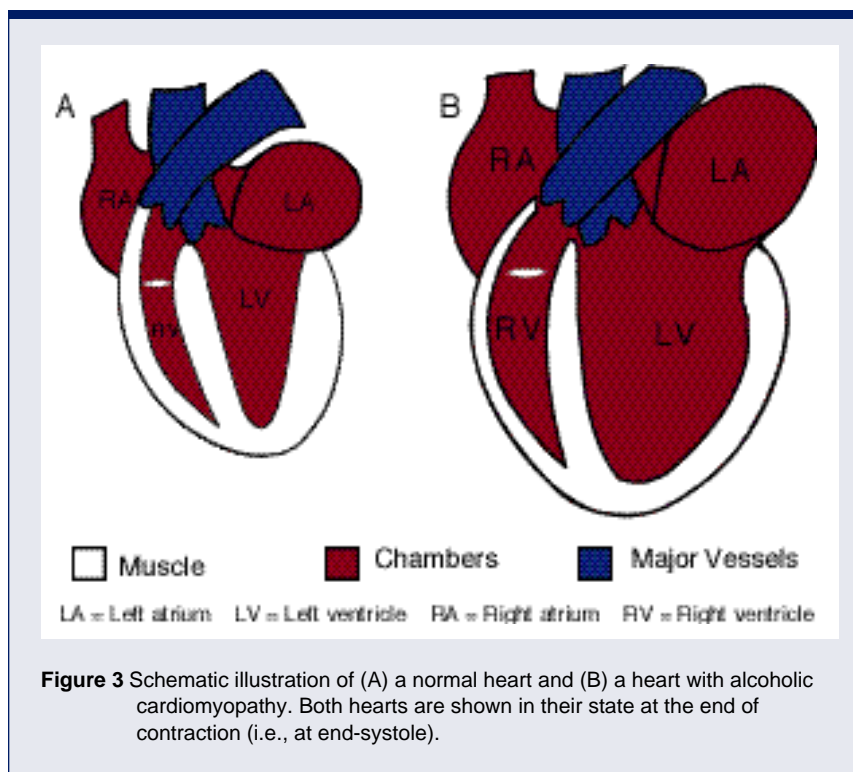 A
B
RA
LA
LV
RV
RA
LA
RV
LV
Muscle Chambers Major Vessels
LA = Left atrium LV = Left ventricle RA = Right atrium RV = Right ventricle
Figure 3 Schematic illustration of (A) a normal heart and (B) a heart with alcoholic
cardiomyopathy. Both hearts are shown in their state at the end of
contraction (i.e., at end-systole).